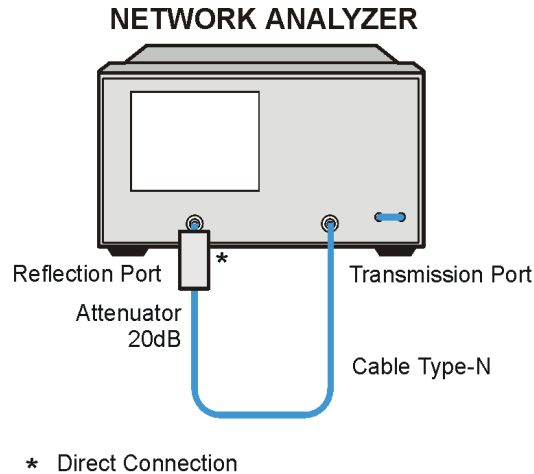 NETWORK ANALYZER
*
Reflection Port
Transmission Port
Attenuator
20dB
Cable Type-N
* Direct Connection